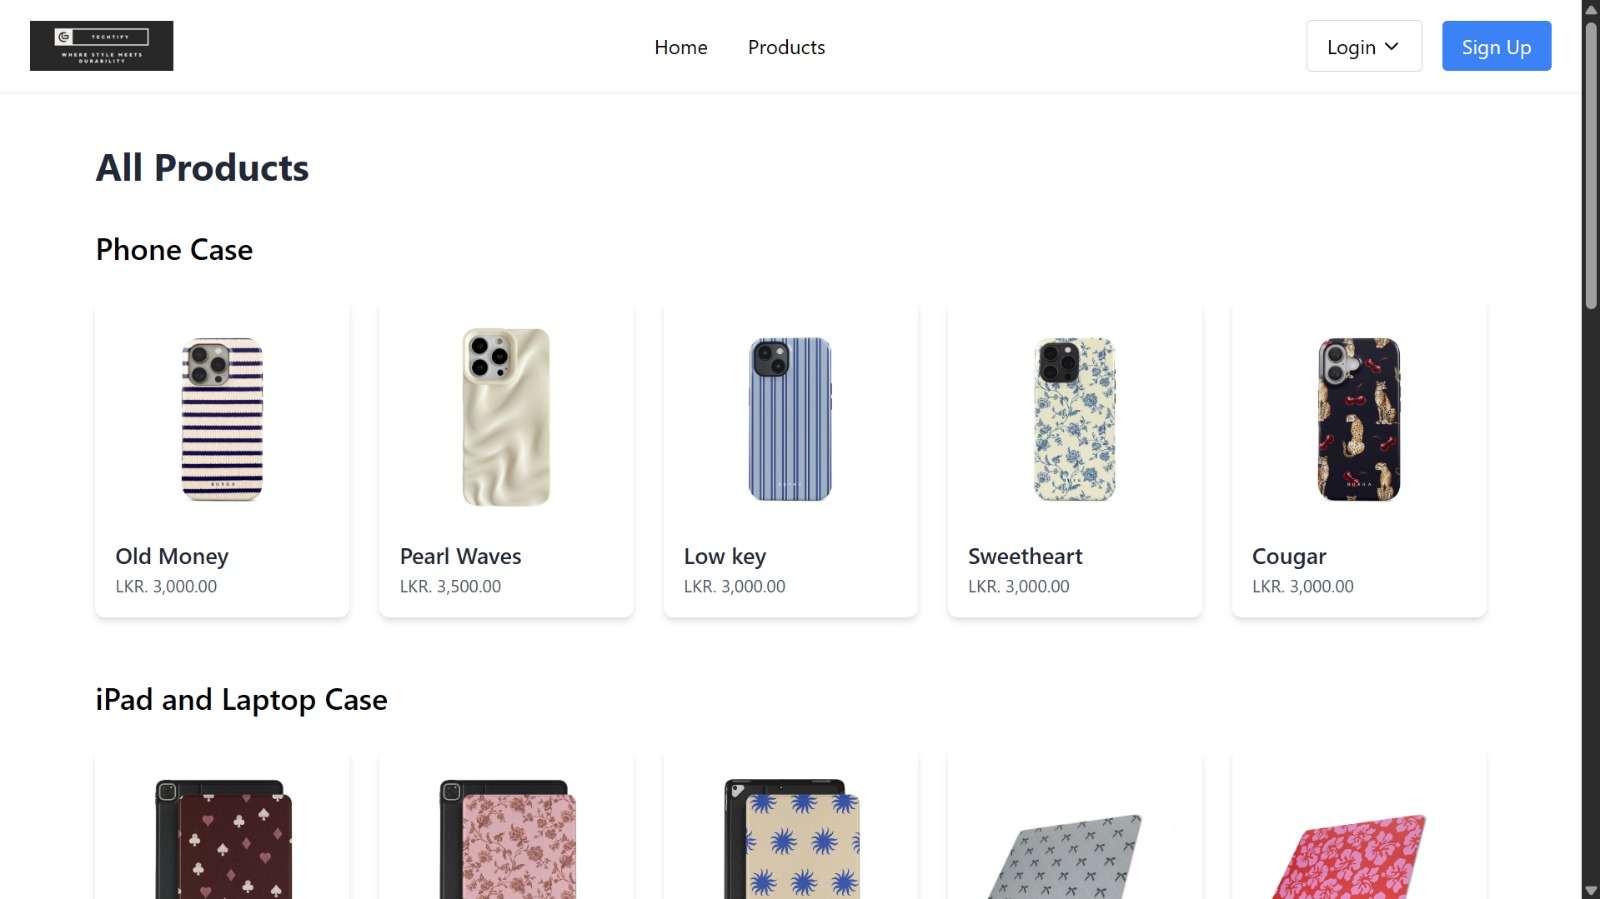 TECHTIFY
WHERE STYLE MEETS
DURABILITY
Home
Products
Login
Sign Up
All Products
Phone Case
BURGA
BURGA
Old Money
LKR. 3,000.00
Pearl Waves
LKR. 3,500.00
Low key
LKR. 3,000.00
Sweetheart
LKR. 3,000.00
Cougar
LKR. 3,000.00
iPad and Laptop Case